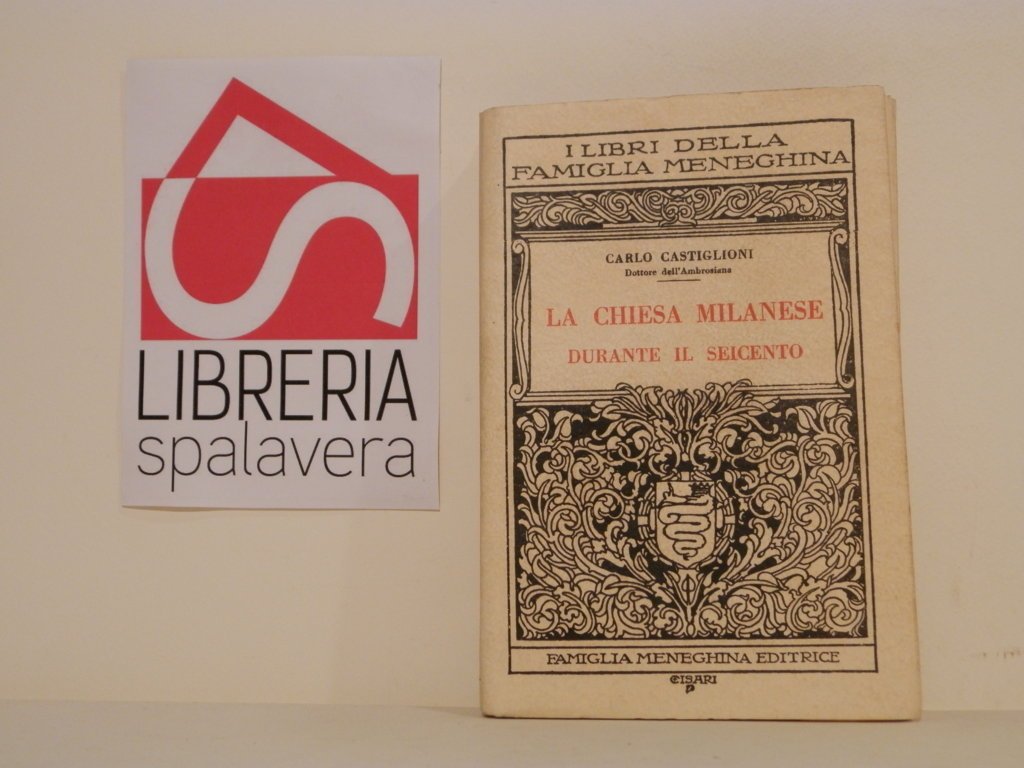 LIBRERIA
spalavera
I LIBRI DELLA
FAMIGLIA MENEGHINA
CARLO CASTIGLIONI
Dottore dell'Ambrosiana
LA CHIESA MILANESE
DURANTE IL SEICENTO
FAMIGLIA MENEGHINA EDITRICE
CISARI